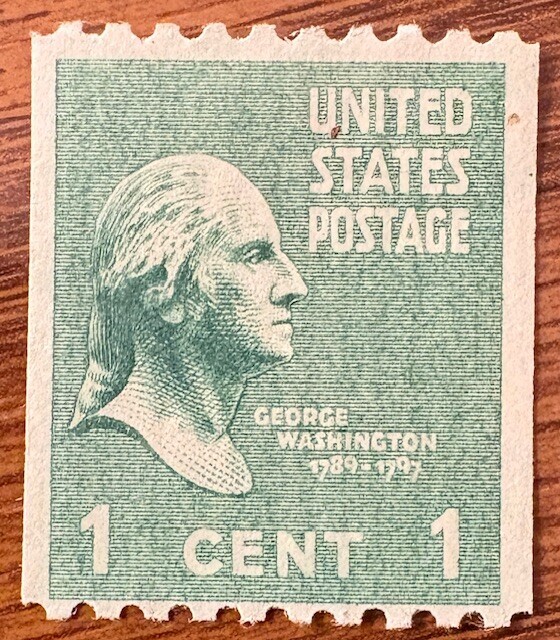 UNITED
STATES
POSTAGE
GEORGE
WASHINGTON
1789-1797
1 CENT 1